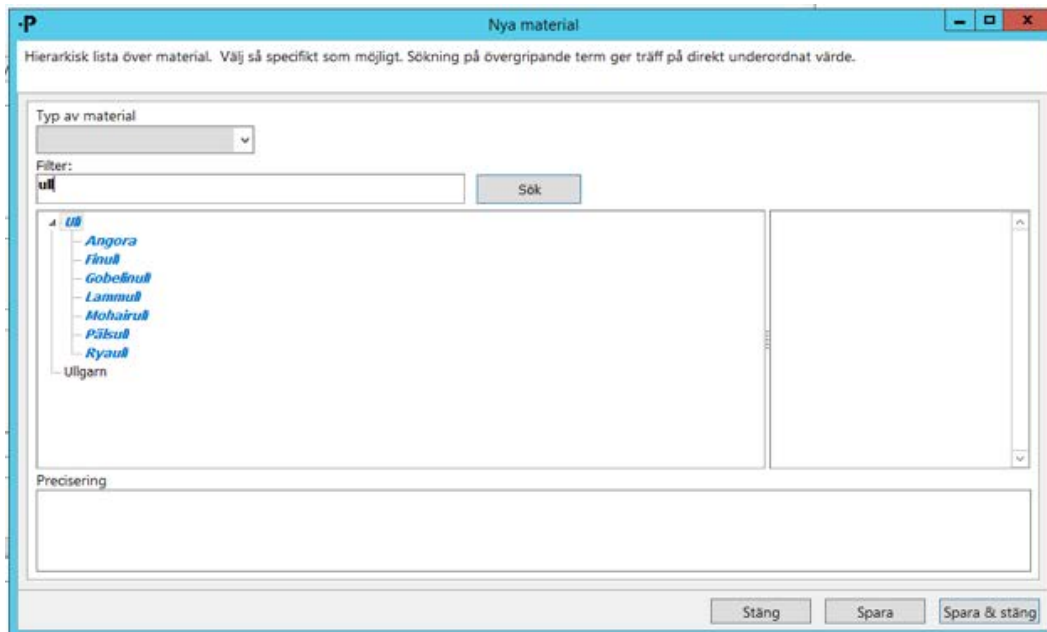 ·P
Nya material
Hierarkisk lista över material. Välj så specifikt som möjligt. Sökning på övergripande term ger träff på direkt underordnat värde.
Typ av material
Filter:
ull
Sök
Ull
Angora
Finull
Gobelinull
Lammull
Mohairull
Pälsull
Ryaull
Ullgarn
Precisering
Stäng
Spara
Spara & stäng